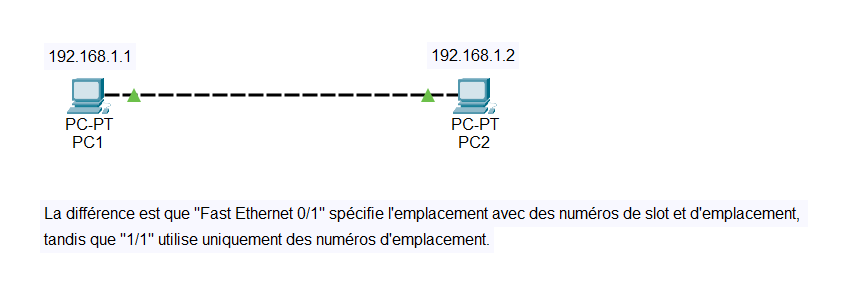 192.168.1.1
192.168.1.2
PC-PT
PC1
PC-PT
PC2
La différence est que "Fast Ethernet 0/1" spécifie l'emplacement avec des numéros de slot et d'emplacement,
tandis que "1/1" utilise uniquement des numéros d'emplacement.